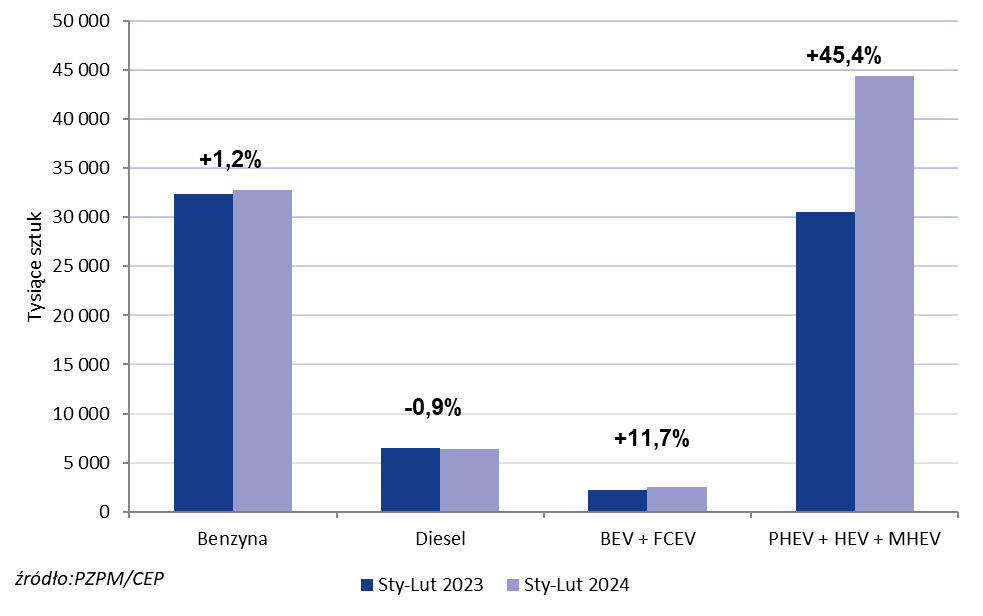 50 000
45 000
40 000
35 000
30 000
25 000
20 000
15 000
10 000
5 000
0
Tysiące sztuk
+1,2%
-0,9%
+11,7%
+45,4%
Benzyna
Diesel
BEV + FCEV
PHEV + HEV + MHEV
źródło:PZPM/CEP
Sty-Lut 2023
Sty-Lut 2024